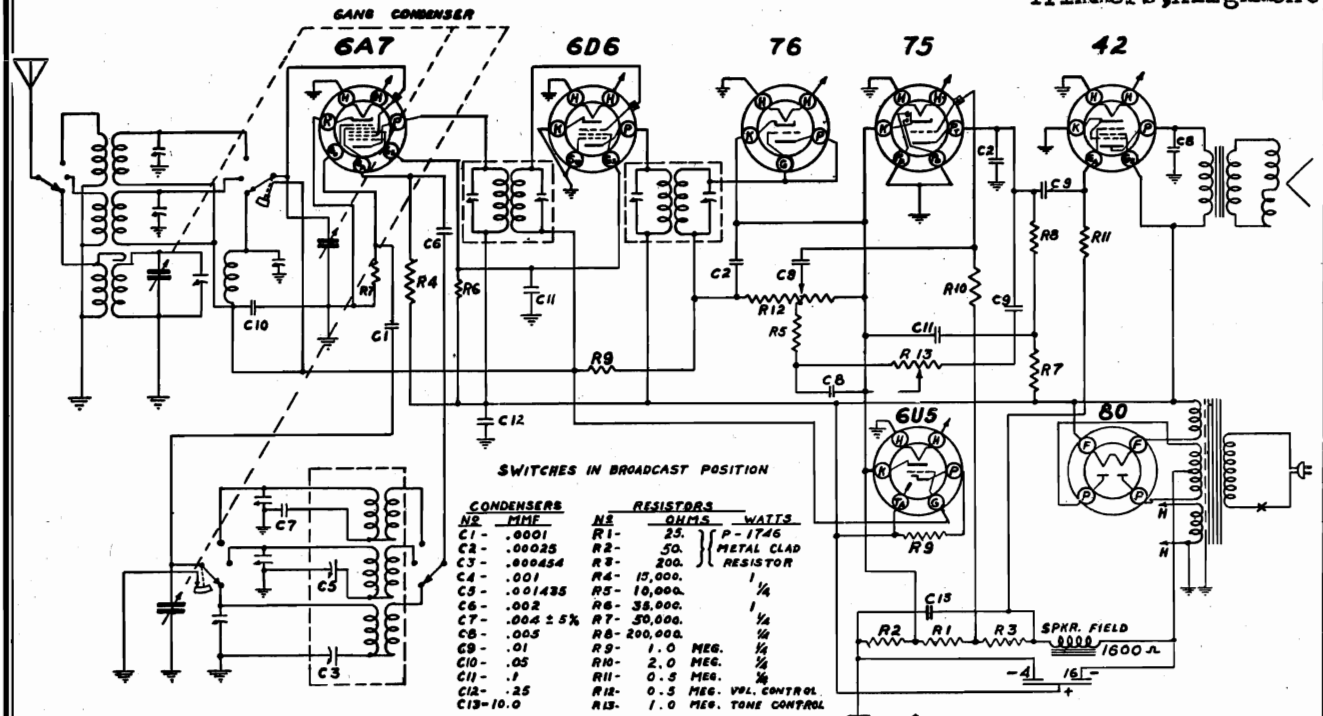 GANG CONDENSER
6A7
6D6
76
75
42
H
H
K
P
H
H
K
P
H
H
K
P
G
H
H
K
H
H
K
P
C6
R7
R4
R6
C1
C10
C11
C12
R9
C2
C8
R12
R5
C8
R10
C2
C9
C9
C11
R13
R8
R7
R11
C8
6U5
H
H
K
P
G
R9
80
F
F
P
P
H
H
C7
C5
C3
C13
R2
R1
R3
SPKR. FIELD
1600 Ω
-4
16 -
+
SWITCHES IN BROADCAST POSITION
CONDENSERS RESISTORS
NO MMF NO OHMS WATTS
C1- .0001 R1- 25. P-1746
C2- .00025 R2- 50. METAL CLAD
C3- .000454 R3- 200. RESISTOR
C4- .001 R4- 15,000. 1
C5- .001435 R5- 10,000. ¼
C6- .002 R6- 35,000. 1
C7- .004 ± 5% R7- 50,000. ¼
C8- .005 R8- 200,000. ¼
C9- .01 R9- 1.0 MEG. ¼
C10- .05 R10- 2.0 MEG. ¼
C11- .1 R11- 0.5 MEG. ¼
C12- .25 R12- 0.5 MEG. VOL. CONTROL
C13-10.0 R13- 1.0 MEG. TONE CONTROL